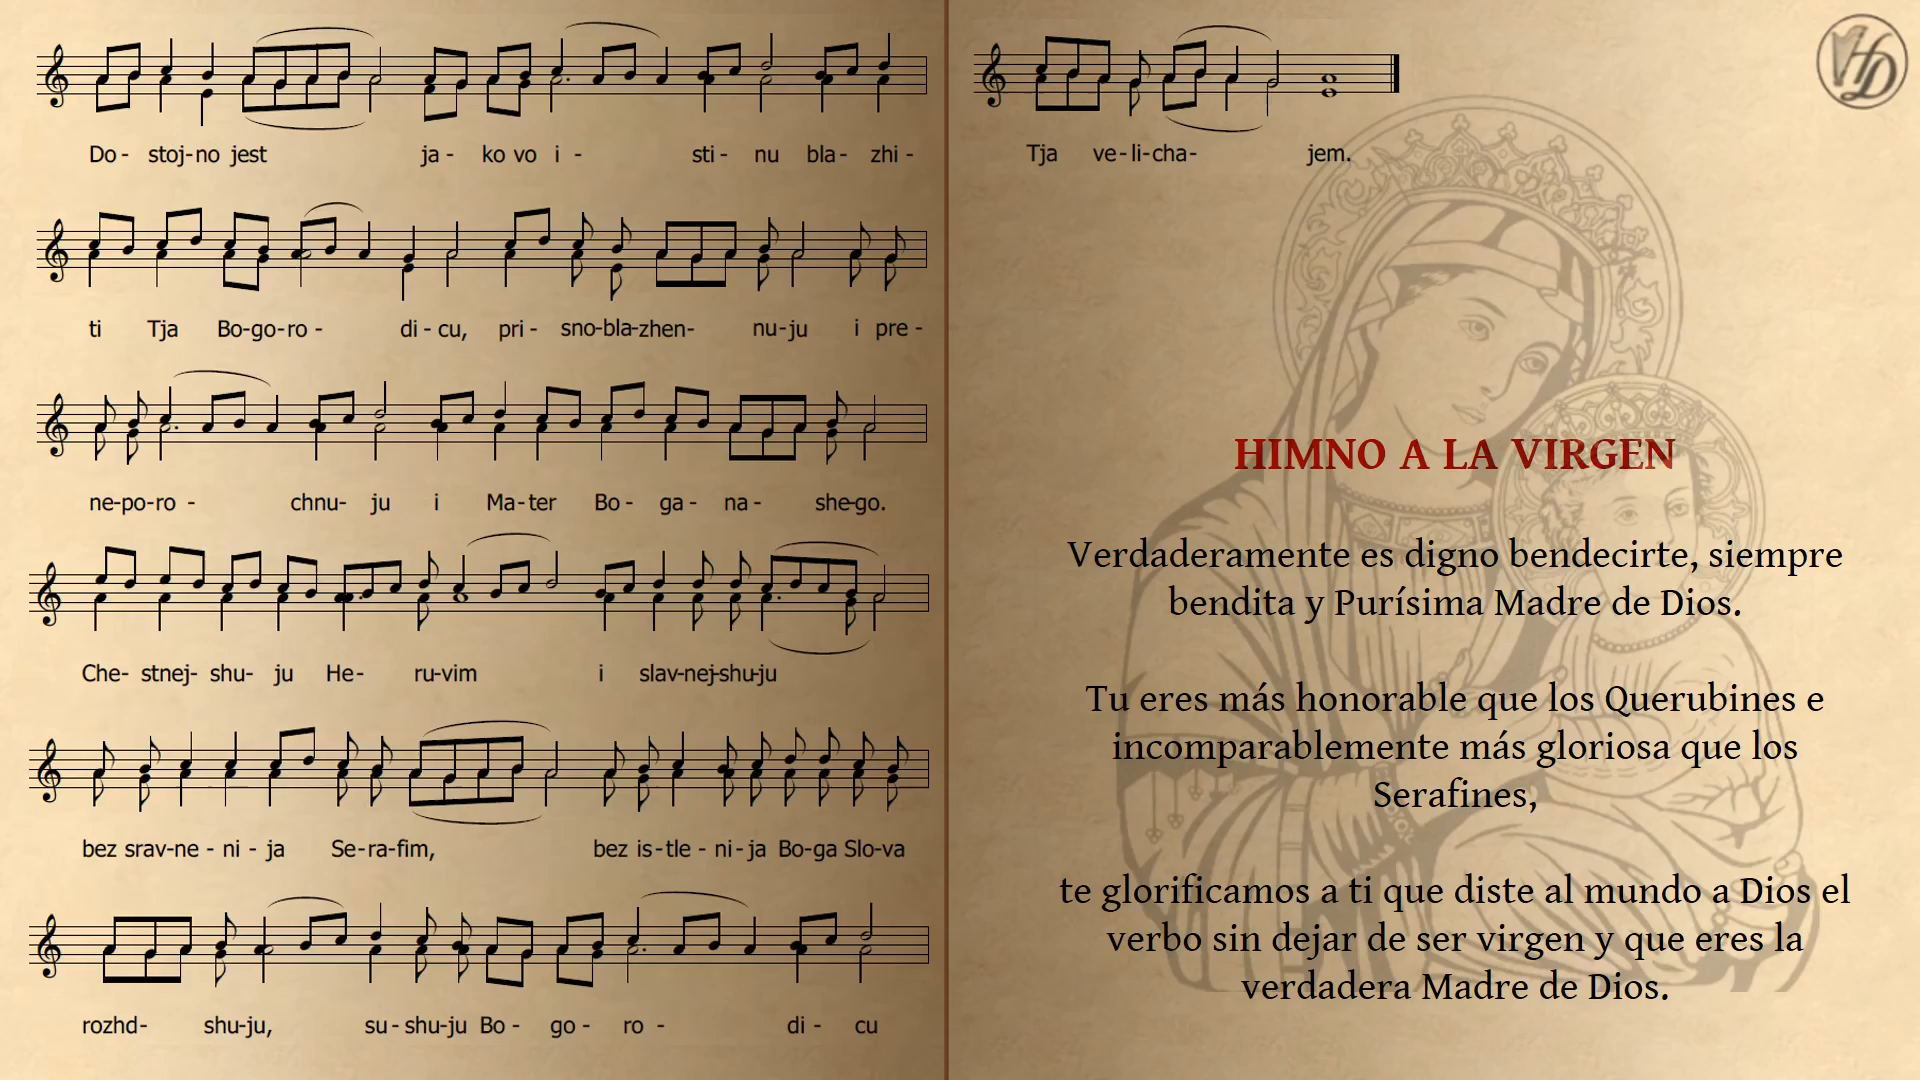 Do- stoj-no jest ja- ko vo i - sti- nu bla- zhi -
ti Tja Bo-go-ro - di - cu, pri- sno-bla-zhen- nu-ju i pre -
ne-po-ro - chnu- ju i Ma-ter Bo - ga - na - she-go.
Che- stnej- shu- ju He- ru-vim i slav-nej-shu-ju
bez srav-ne - ni - ja Se-ra-fim, bez is-tle - ni-ja Bo-ga Slo-va
rozhd- shu-ju, su-shu-ju Bo - go - ro - di - cu
Tja ve-li-cha- jem.
HD
HIMNO A LA VIRGEN
Verdaderamente es digno bendecirte, siempre
bendita y Purísima Madre de Dios.
Tu eres más honorable que los Querubines e
incomparablemente más gloriosa que los
Serafines,
te glorificamos a ti que diste al mundo a Dios el
verbo sin dejar de ser virgen y que eres la
verdadera Madre de Dios.